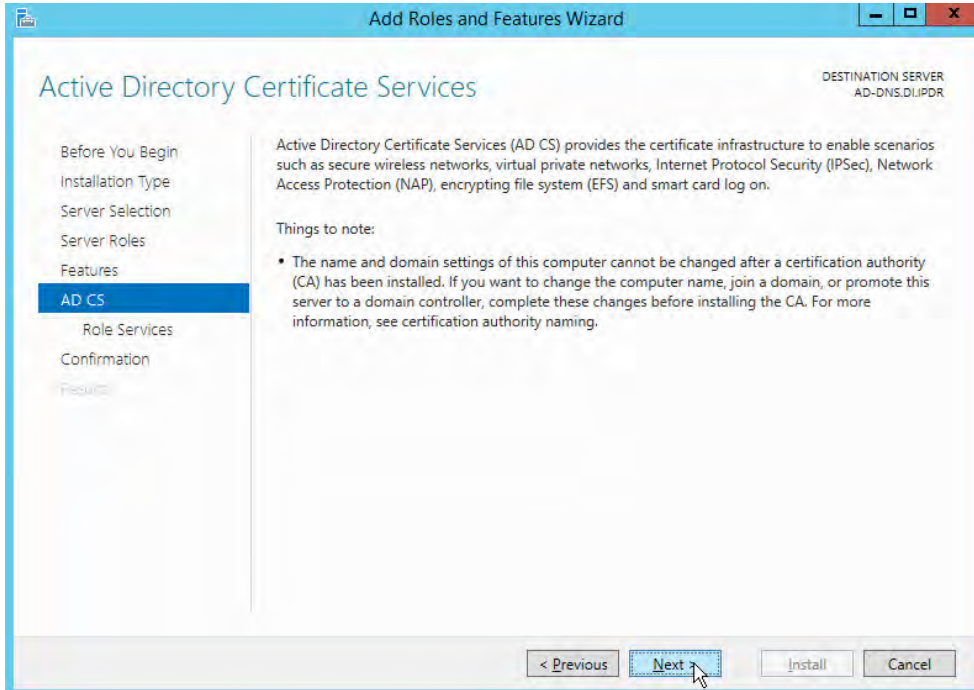 Add Roles and Features Wizard
Active Directory Certificate Services
DESTINATION SERVER
AD-DNS.DI.IPDR
Before You Begin
Installation Type
Server Selection
Server Roles
Features
AD CS
Role Services
Confirmation
Results
Active Directory Certificate Services (AD CS) provides the certificate infrastructure to enable scenarios
such as secure wireless networks, virtual private networks, Internet Protocol Security (IPSec), Network
Access Protection (NAP), encrypting file system (EFS) and smart card log on.
Things to note:
• The name and domain settings of this computer cannot be changed after a certification authority
(CA) has been installed. If you want to change the computer name, join a domain, or promote this
server to a domain controller, complete these changes before installing the CA. For more
information, see certification authority naming.
< Previous
Next >
Install
Cancel